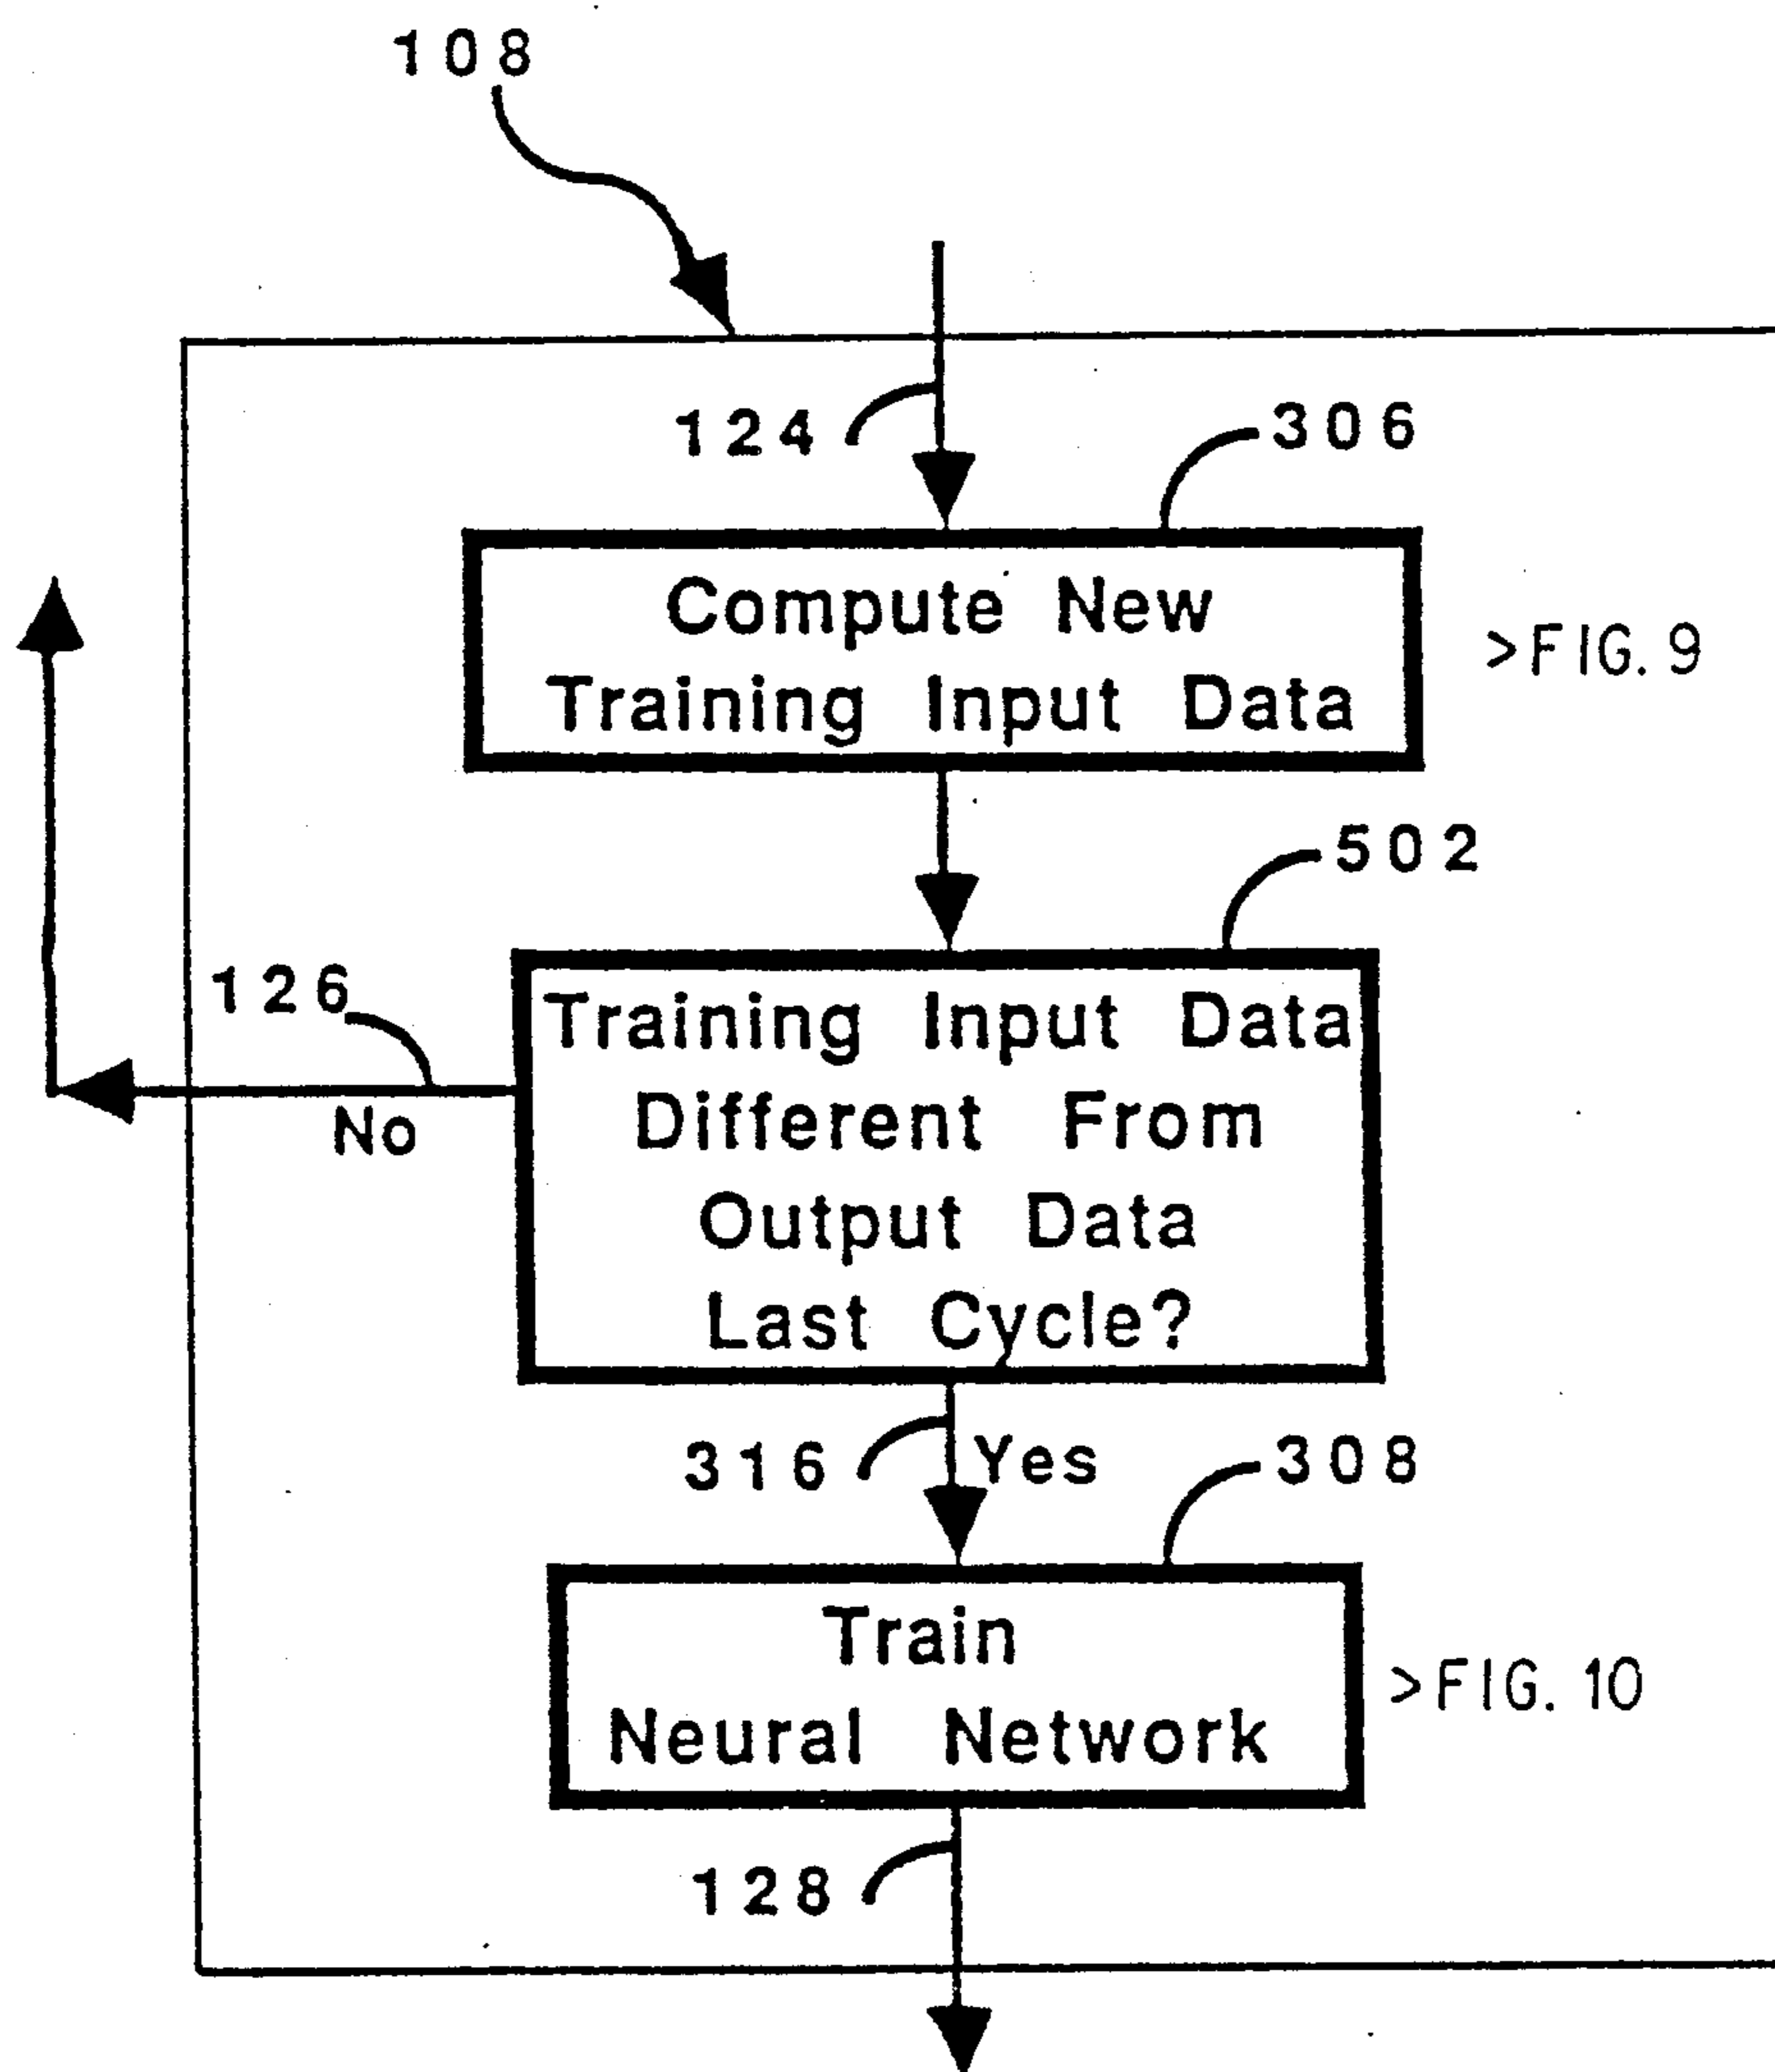 108
124
306
Compute New
Training Input Data
>FIG. 9
502
126
No
Training Input Data
Different From
Output Data
Last Cycle?
316
Yes
308
Train
Neural Network
>FIG. 10
128